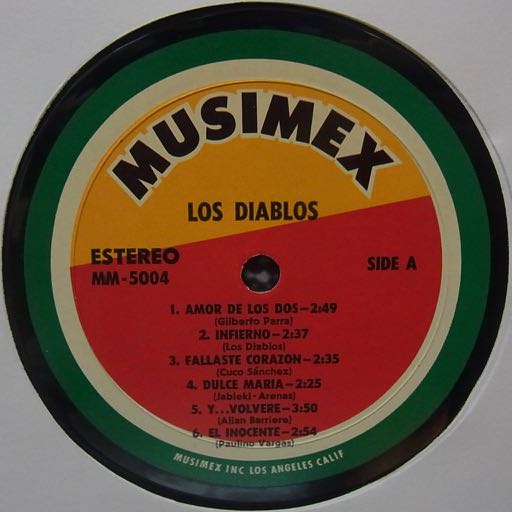 MUSIMEX
LOS DIABLOS
ESTEREO
MM-5004
SIDE A
1. AMOR DE LOS DOS-2:49
(Gilberto Parra)
2. INFIERNO-2:37
(Los Diablos)
3. FALLASTE CORAZON-2:35
(Cuco Sánchez)
4. DULCE MARIA-2:25
(Jableki-Arenas)
5. Y...VOLVERE-3:50
(Alian Barriere)
6. EL INOCENTE-2:54
(Paulino Vargas)
MUSIMEX INC LOS ANGELES CALIF